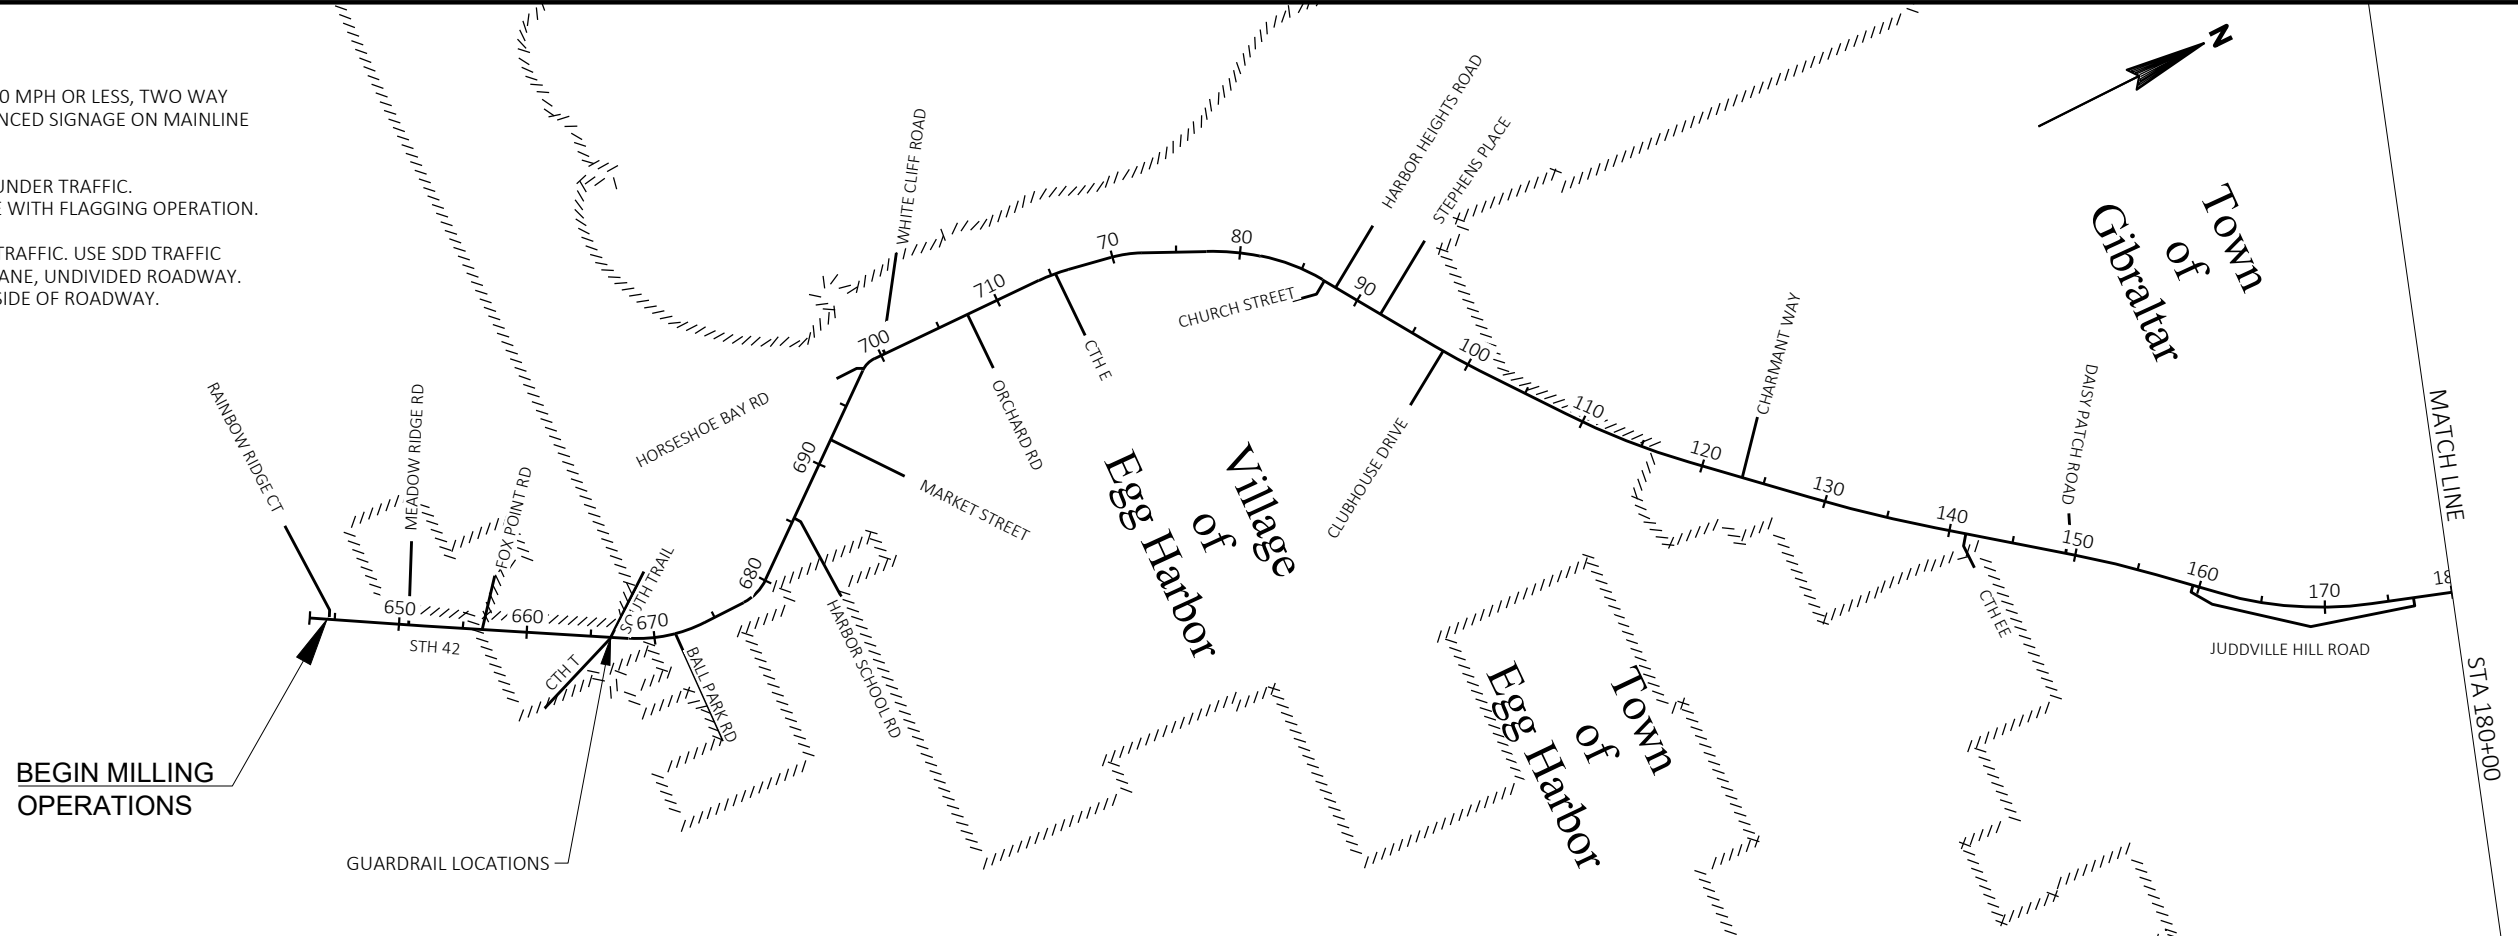 0 MPH OR LESS, TWO WAY
NCED SIGNAGE ON MAINLINE
UNDER TRAFFIC.
E WITH FLAGGING OPERATION.
TRAFFIC. USE SDD TRAFFIC
ANE, UNDIVIDED ROADWAY.
SIDE OF ROADWAY.
N
RAINBOW RIDGE CT
MEADOW RIDGE RD
FOX POINT RD
SOUTH TRAIL
HORSESHOE BAY RD
WHITE CLIFF ROAD
HARBOR HEIGHTS ROAD
STEPHENS PLACE
CHURCH STREET
CTH E
ORCHARD RD
MARKET STREET
CLUBHOUSE DRIVE
CHARMANT WAY
DAISY PATCH ROAD
Town
of
Gibraltar
Village
of
Egg Harbor
Town
of
Egg Harbor
650
660
670
680
690
700
710
70
80
90
100
110
120
130
140
150
160
170
18
STH 42
CTH T
BALL PARK RD
HARBOR SCHOOL RD
CTH EE
JUDDVILLE HILL ROAD
MATCH LINE
STA 180+00
BEGIN MILLING
OPERATIONS
GUARDRAIL LOCATIONS